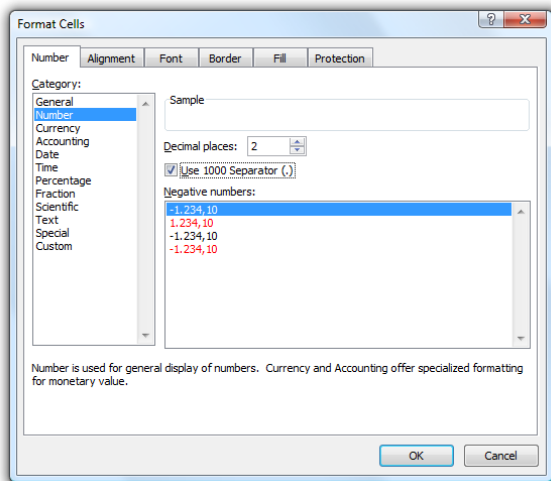 Format Cells
Number Alignment Font Border Fill Protection
Category:
General
Number
Currency
Accounting
Date
Time
Percentage
Fraction
Scientific
Text
Special
Custom
Sample
Decimal places: 2
Use 1000 Separator (.)
Negative numbers:
-1.234,10
1.234,10
-1.234,10
-1.234,10
Number is used for general display of numbers. Currency and Accounting offer specialized formatting
for monetary value.
OK Cancel